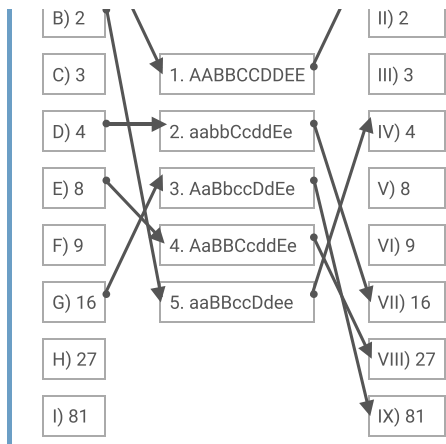 B) 2
II) 2
C) 3
1. AABBCCDDEE
III) 3
D) 4
2. aabbCcddEe
IV) 4
E) 8
3. AaBbccDdEe
V) 8
F) 9
4. AaBBCcddEe
VI) 9
G) 16
5. aaBBccDdee
VII) 16
H) 27
VIII) 27
I) 81
IX) 81